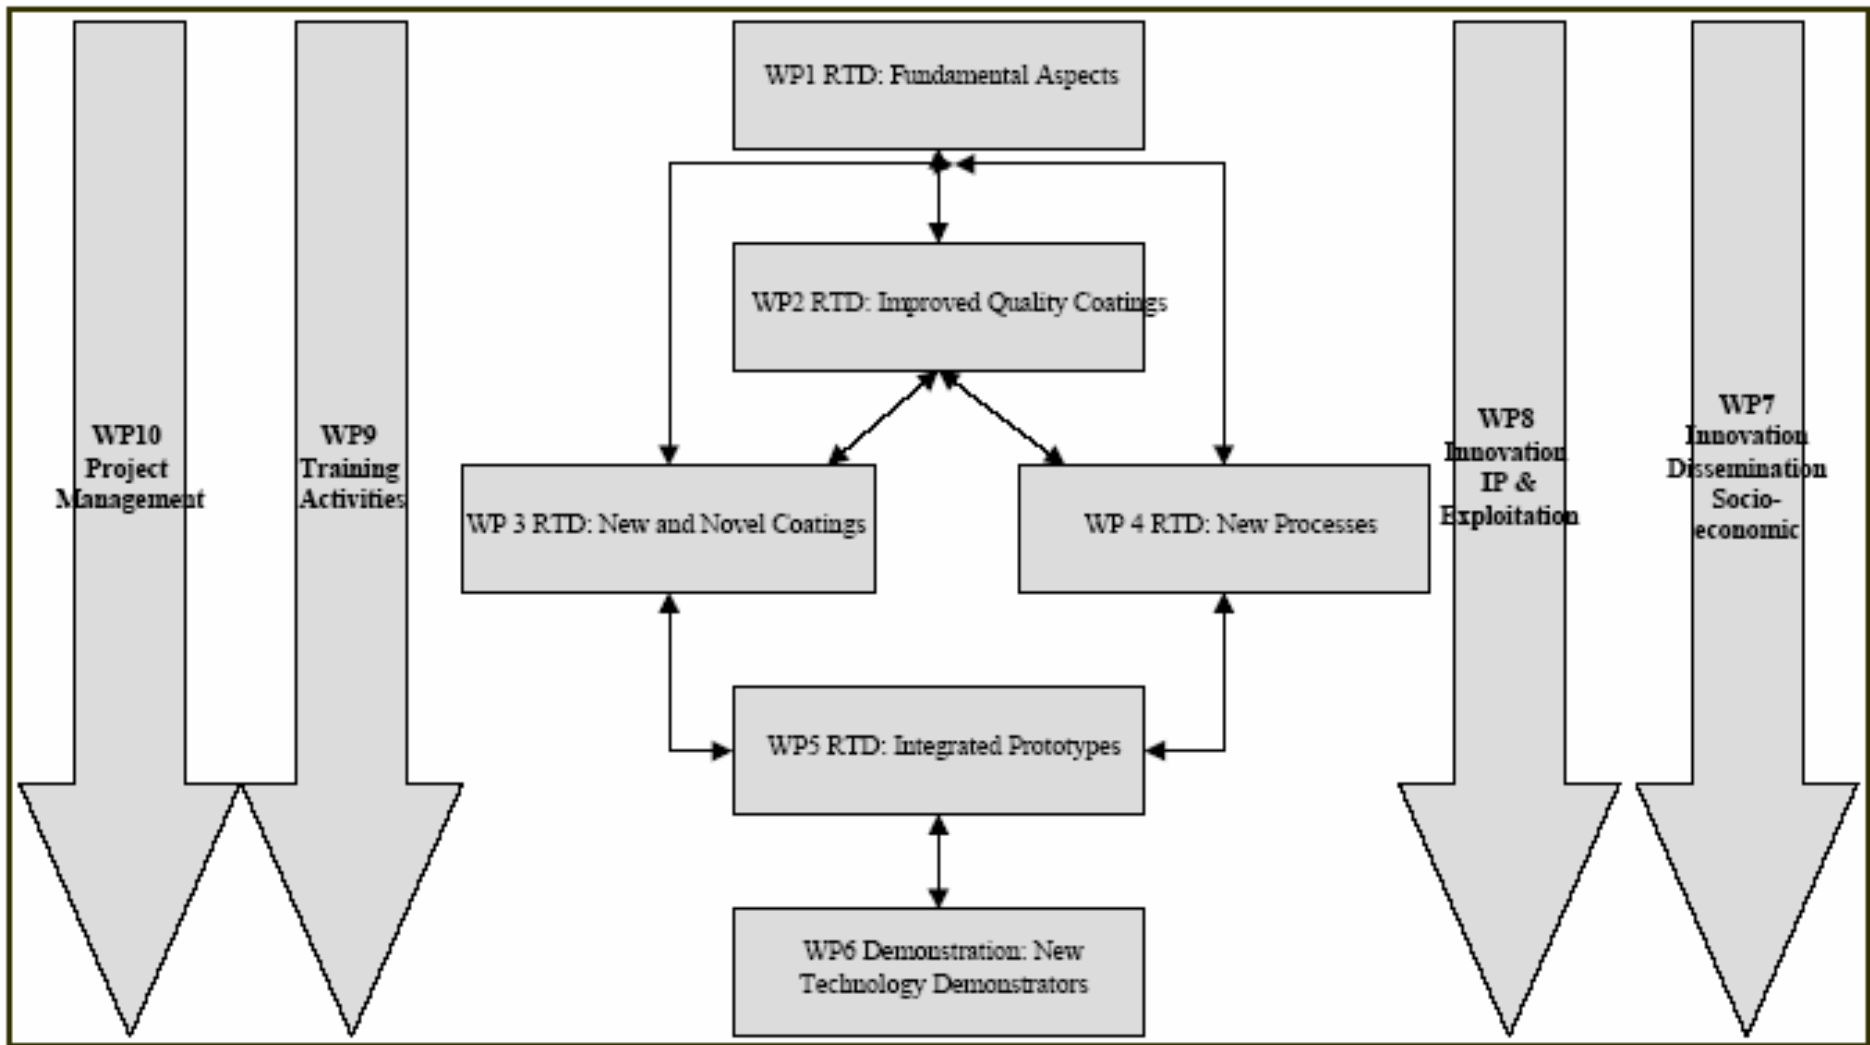 WP1 RTD: Fundamental Aspects
WP2 RTD: Improved Quality Coatings
WP10
Project
Management
WP9
Training
Activities
WP 3 RTD: New and Novel Coatings
WP 4 RTD: New Processes
WP8
Innovation
IP &
Exploitation
WP7
Innovation
Dissemination
Socio-
economic
WP5 RTD: Integrated Prototypes
WP6 Demonstration: New
Technology Demonstrators